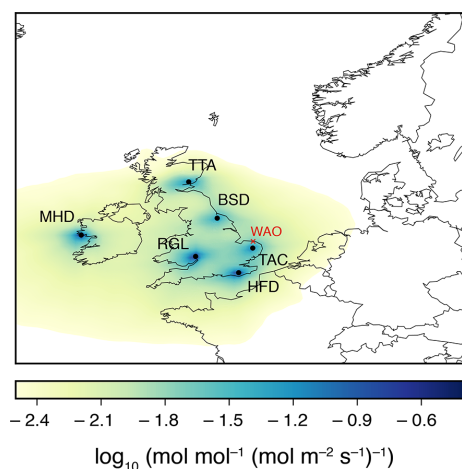 TTA
BSD
MHD
WAO
RGL
TAC
HFD
−2.4 −2.1 −1.8 −1.5 −1.2 −0.9 −0.6
log₁₀ (mol mol⁻¹ (mol m⁻² s⁻¹)⁻¹)